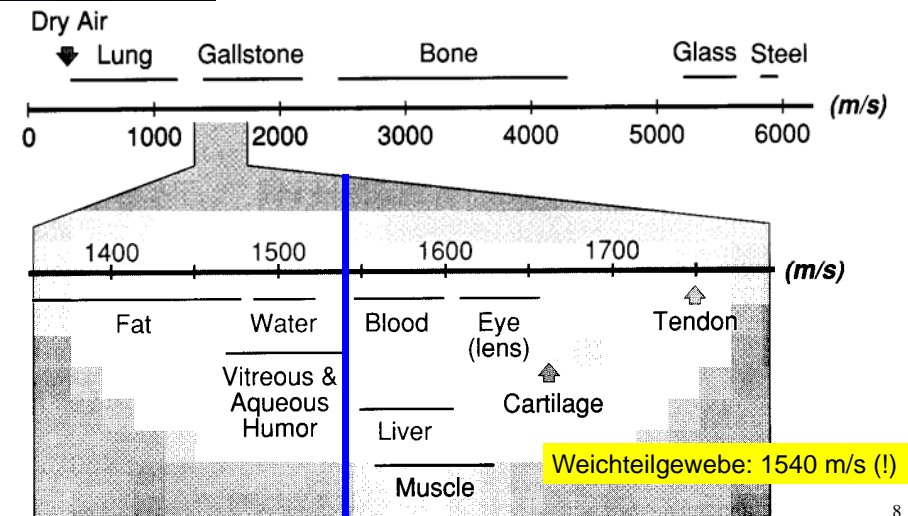 Dry Air
Lung Gallstone Bone Glass Steel
(m/s)
0 1000 2000 3000 4000 5000 6000
1400 1500 1600 1700
(m/s)
Fat Water Blood Eye Tendon
(lens)
Vitreous &
Aqueous Cartilage
Humor Liver
Weichteilgewebe: 1540 m/s (!)
Muscle
8